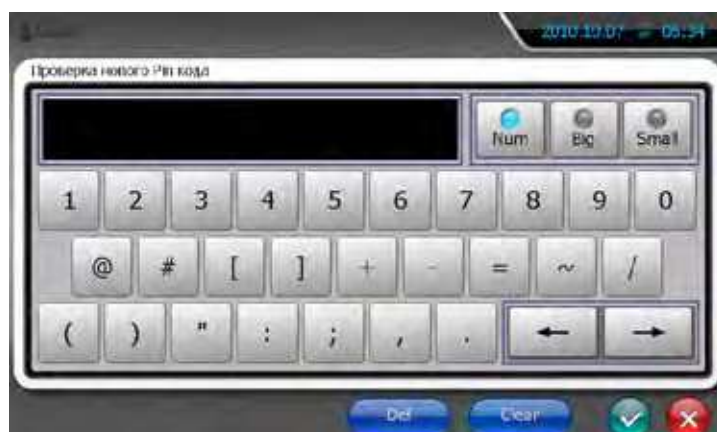 2010.10.07 05:34
Проверка нового Pin кода
Num Big Small
1 2 3 4 5 6 7 8 9 0
@ # [ ] + - = ~ /
( ) " : ; , . ← →
Del Clear